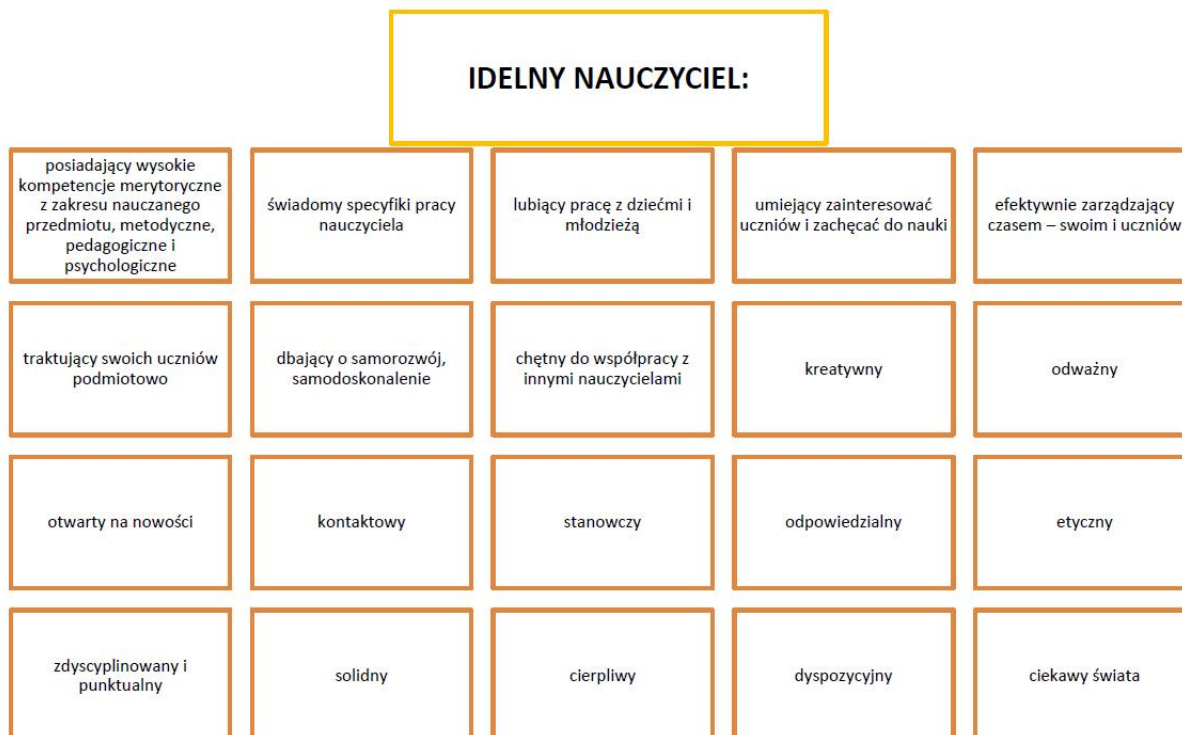 IDELNY NAUCZYCIEL:
posiadający wysokie
kompetencje merytoryczne
z zakresu nauczanego
przedmiotu, metodyczne,
pedagogiczne i
psychologiczne
świadomy specyfiki pracy
nauczyciela
lubiący pracę z dziećmi i
młodzieżą
umiejący zainteresować
uczniów i zachęcać do nauki
efektywnie zarządzający
czasem – swoim i uczniów
traktujący swoich uczniów
podmiotowo
dbający o samorozwój,
samodoskonalenie
chętny do współpracy z
innymi nauczycielami
kreatywny
odważny
otwarty na nowości
kontaktowy
stanowczy
odpowiedzialny
etyczny
zdyscyplinowany i
punktualny
solidny
cierpliwy
dyspozycyjny
ciekawy świata